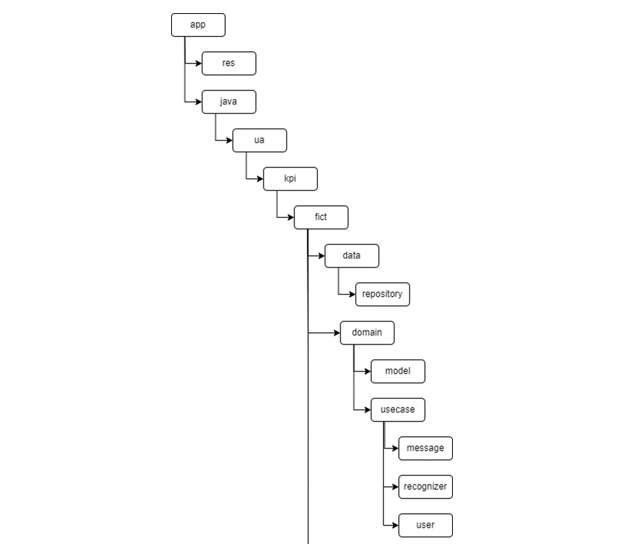 app
res
java
ua
kpi
fict
data
repository
domain
model
usecase
message
recognizer
user